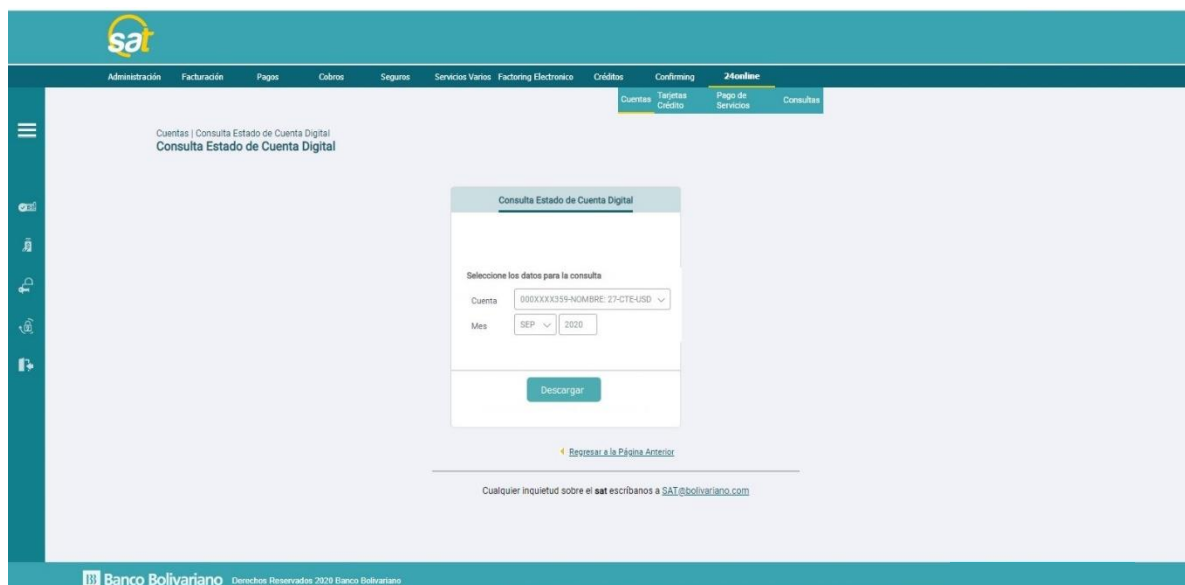 sat
Administración Facturación Pagos Cobros Seguros Servicios Varios Factoring Electronico Créditos Confirming 24online
Cuentas Tarjetas Crédito Pago de Servicios Consultas
Cuentas | Consulta Estado de Cuenta Digital
Consulta Estado de Cuenta Digital
Consulta Estado de Cuenta Digital
Seleccione los datos para la consulta
Cuenta 000XXXX359-NOMBRE: 27-CTE-USD
Mes SEP 2020
Descargar
Regresar a la Página Anterior
Cualquier inquietud sobre el sat escríbanos a SAT@bolivariano.com
Banco Bolivariano Derechos Reservados 2020 Banco Bolivariano